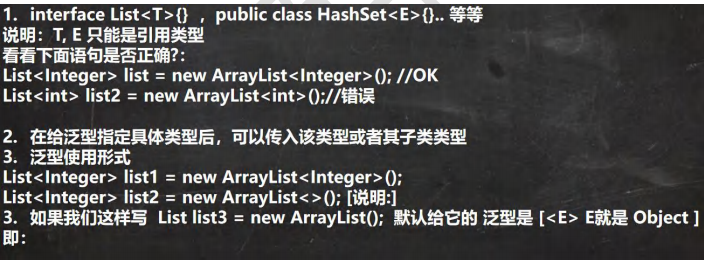 1. interface List<T>{} , public class HashSet<E>{}.. 等等
说明: T, E 只能是引用类型
看看下面语句是否正确?:
List<Integer> list = new ArrayList<Integer>(); //OK
List<int> list2 = new ArrayList<int>();//错误
2. 在给泛型指定具体类型后，可以传入该类型或者其子类类型
3. 泛型使用形式
List<Integer> list1 = new ArrayList<Integer>();
List<Integer> list2 = new ArrayList<>(); [说明:]
3. 如果我们这样写 List list3 = new ArrayList(); 默认给它的 泛型是 [<E> E就是 Object ]
即: